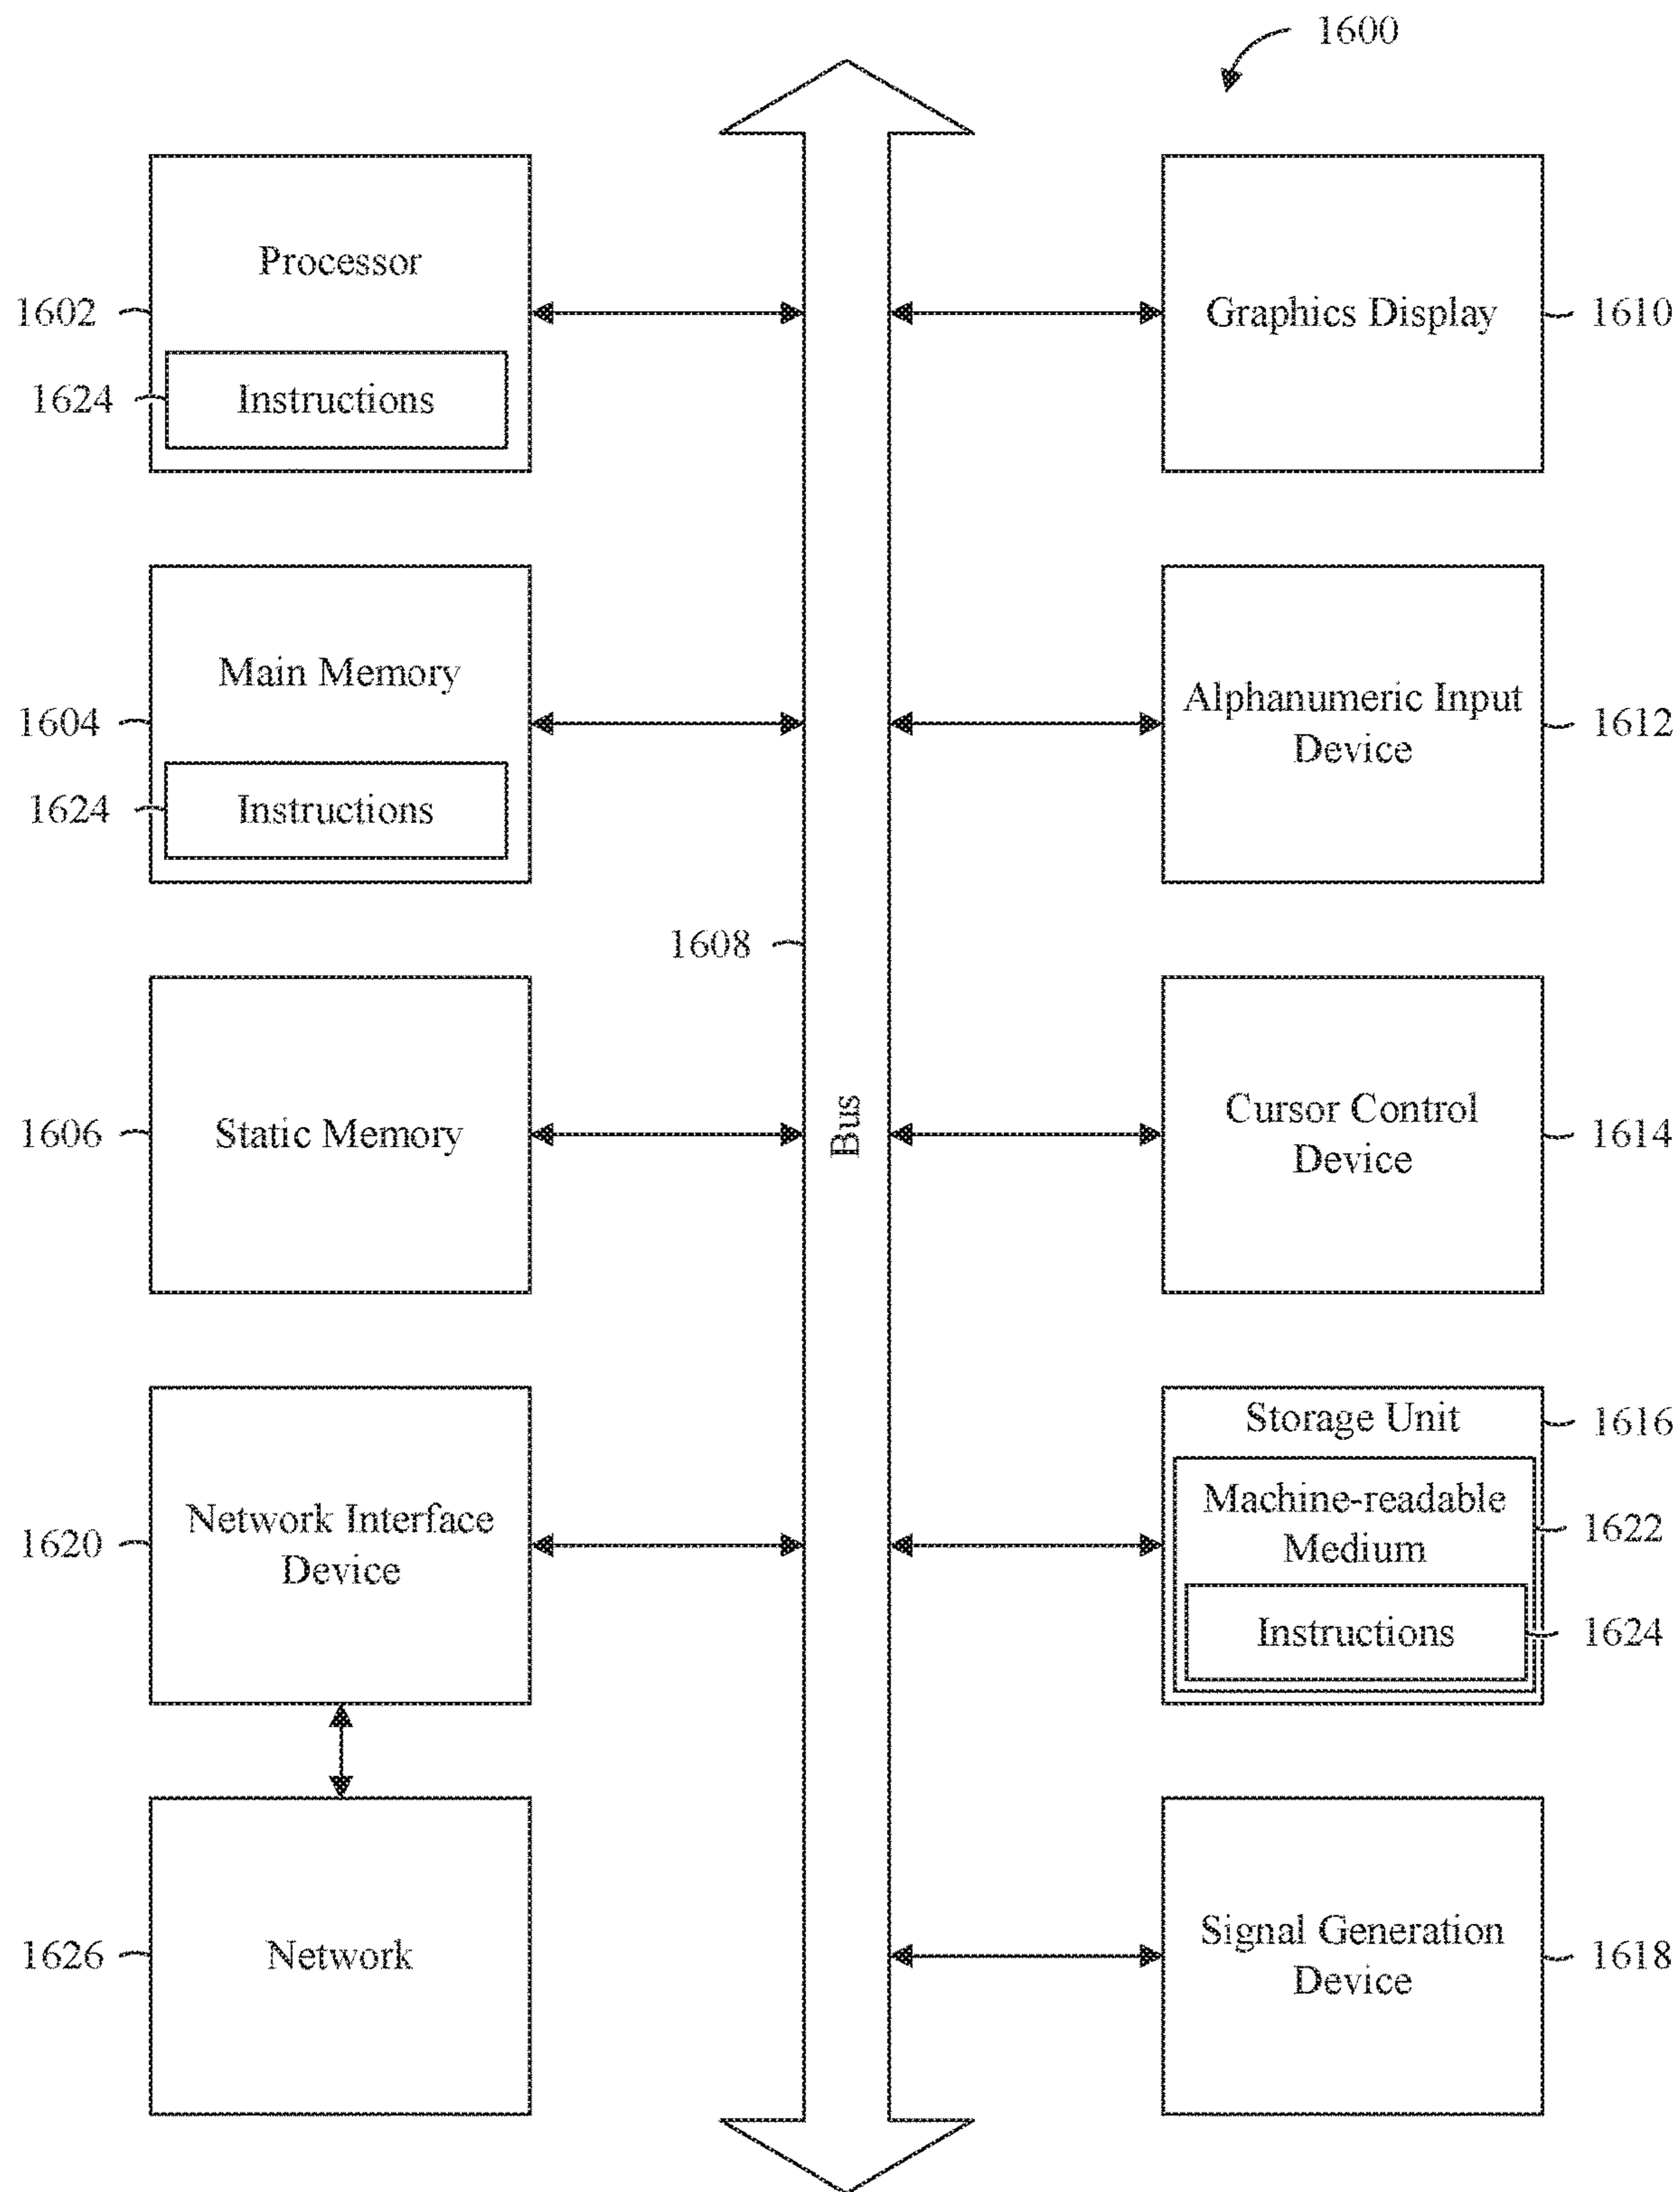 1600
Processor
1602
1624
Instructions
Graphics Display
1610
Main Memory
1604
1624
Instructions
Alphanumeric Input
Device
1612
1608
Bus
Static Memory
1606
Cursor Control
Device
1614
Network Interface
Device
1620
Storage Unit
1616
Machine-readable
Medium
1622
Instructions
1624
Network
1626
Signal Generation
Device
1618